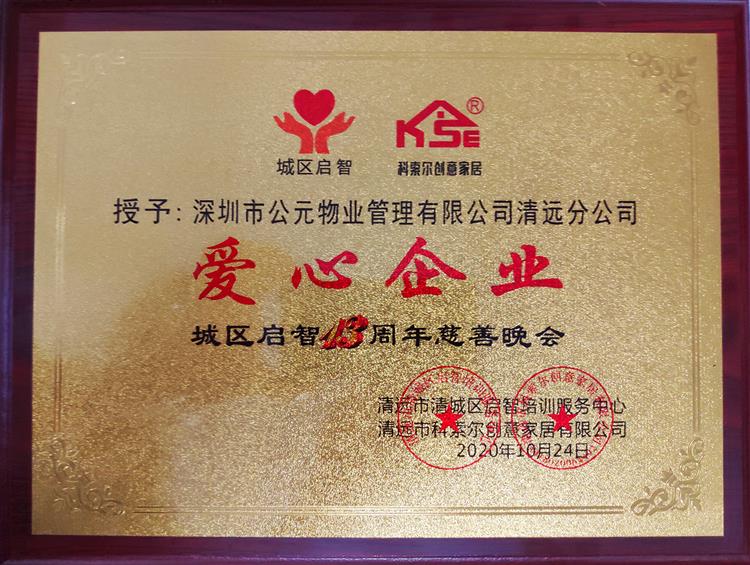 城区启智
KSE®
科索尔创意家居
授予：深圳市公元物业管理有限公司清远分公司
爱心企业
城区启智13周年慈善晚会
清远市清城区启智培训服务中心
清远市科索尔创意家居有限公司
2020年10月24日